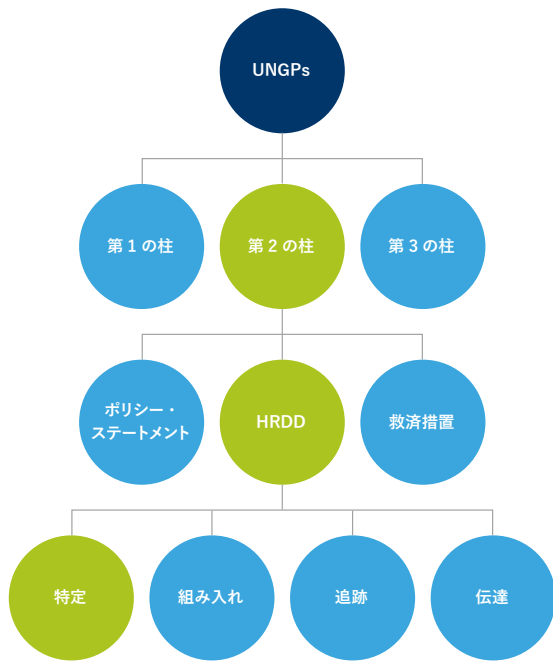 UNGPs
第 1 の柱
第 2 の柱
第 3 の柱
ポリシー・
ステートメント
HRDD
救済措置
特定
組み入れ
追跡
伝達